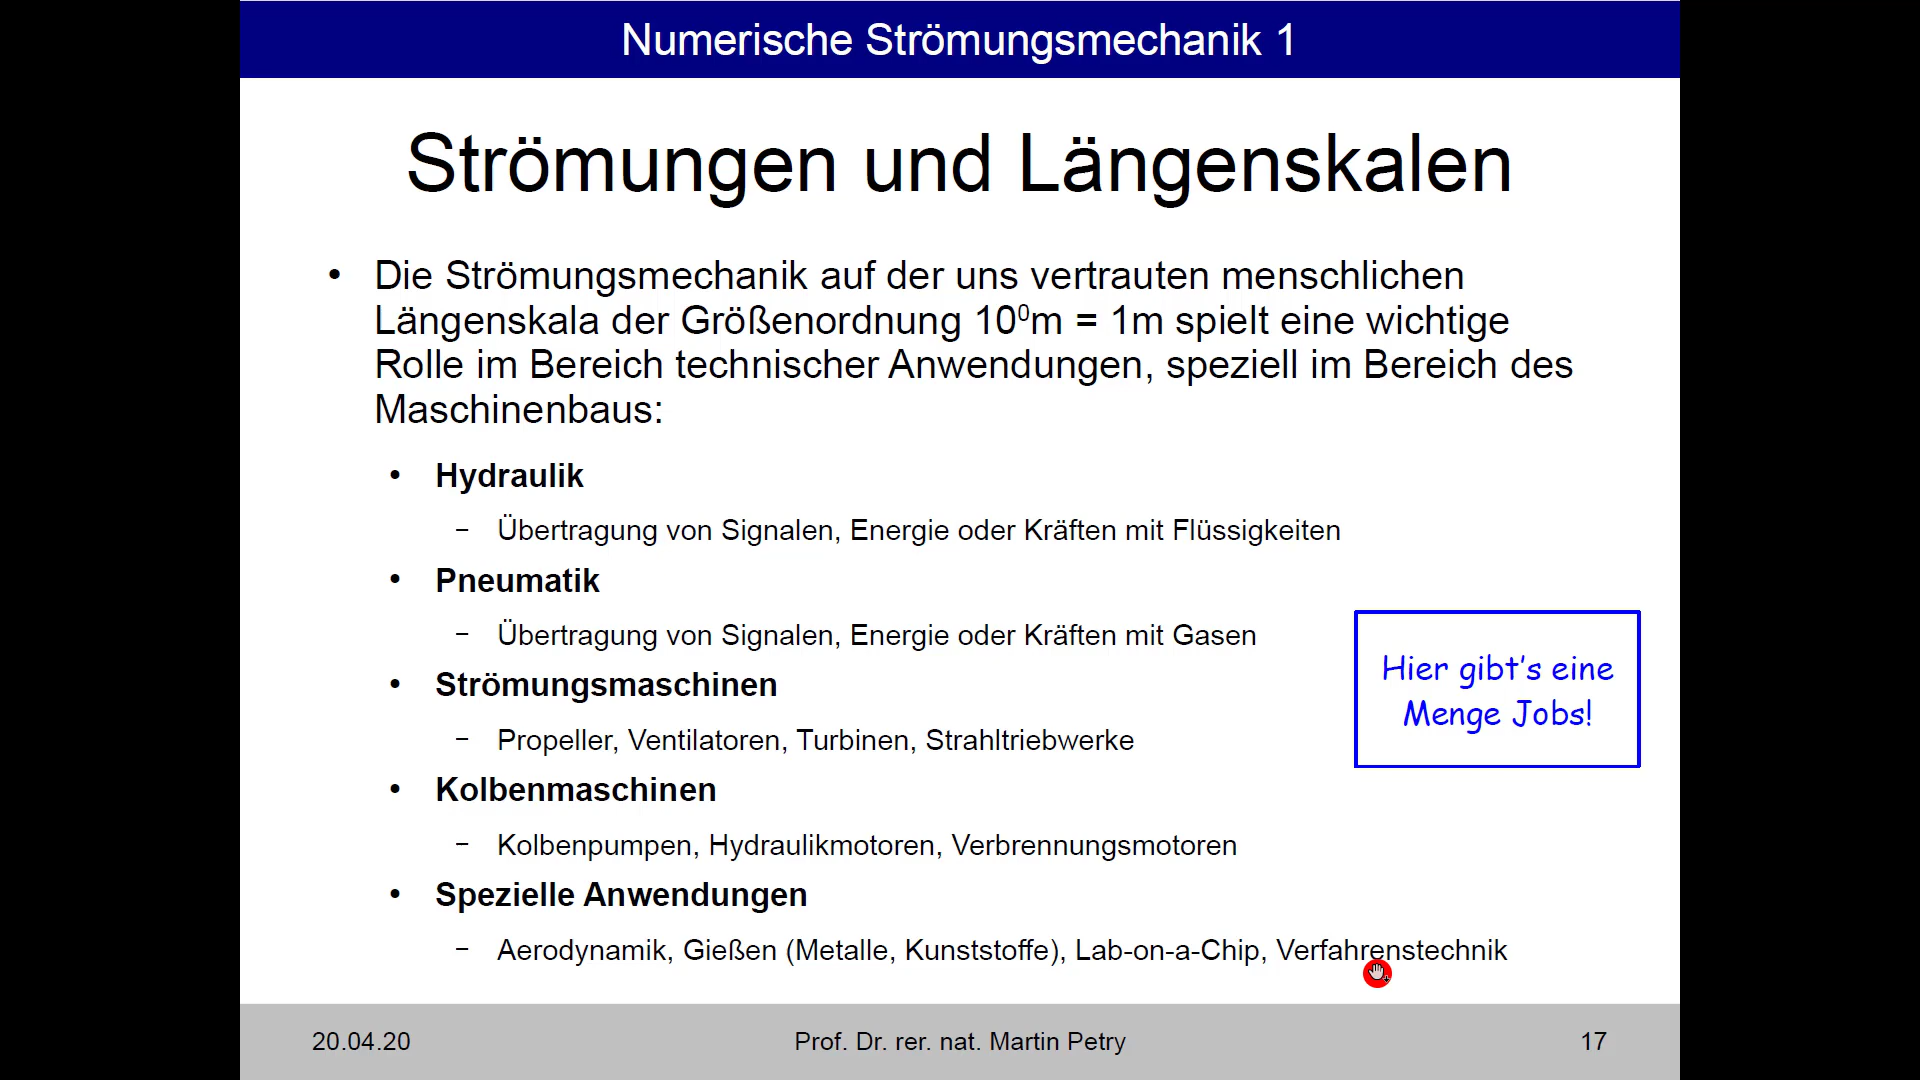 Numerische Strömungsmechanik 1
Strömungen und Längenskalen
• Die Strömungsmechanik auf der uns vertrauten menschlichen
Längenskala der Größenordnung 10⁰m = 1m spielt eine wichtige
Rolle im Bereich technischer Anwendungen, speziell im Bereich des
Maschinenbaus:
• Hydraulik
– Übertragung von Signalen, Energie oder Kräften mit Flüssigkeiten
• Pneumatik
– Übertragung von Signalen, Energie oder Kräften mit Gasen
• Strömungsmaschinen
– Propeller, Ventilatoren, Turbinen, Strahltriebwerke
• Kolbenmaschinen
– Kolbenpumpen, Hydraulikmotoren, Verbrennungsmotoren
• Spezielle Anwendungen
– Aerodynamik, Gießen (Metalle, Kunststoffe), Lab-on-a-Chip, Verfahrenstechnik
Hier gibt's eine
Menge Jobs!
20.04.20
Prof. Dr. rer. nat. Martin Petry
17